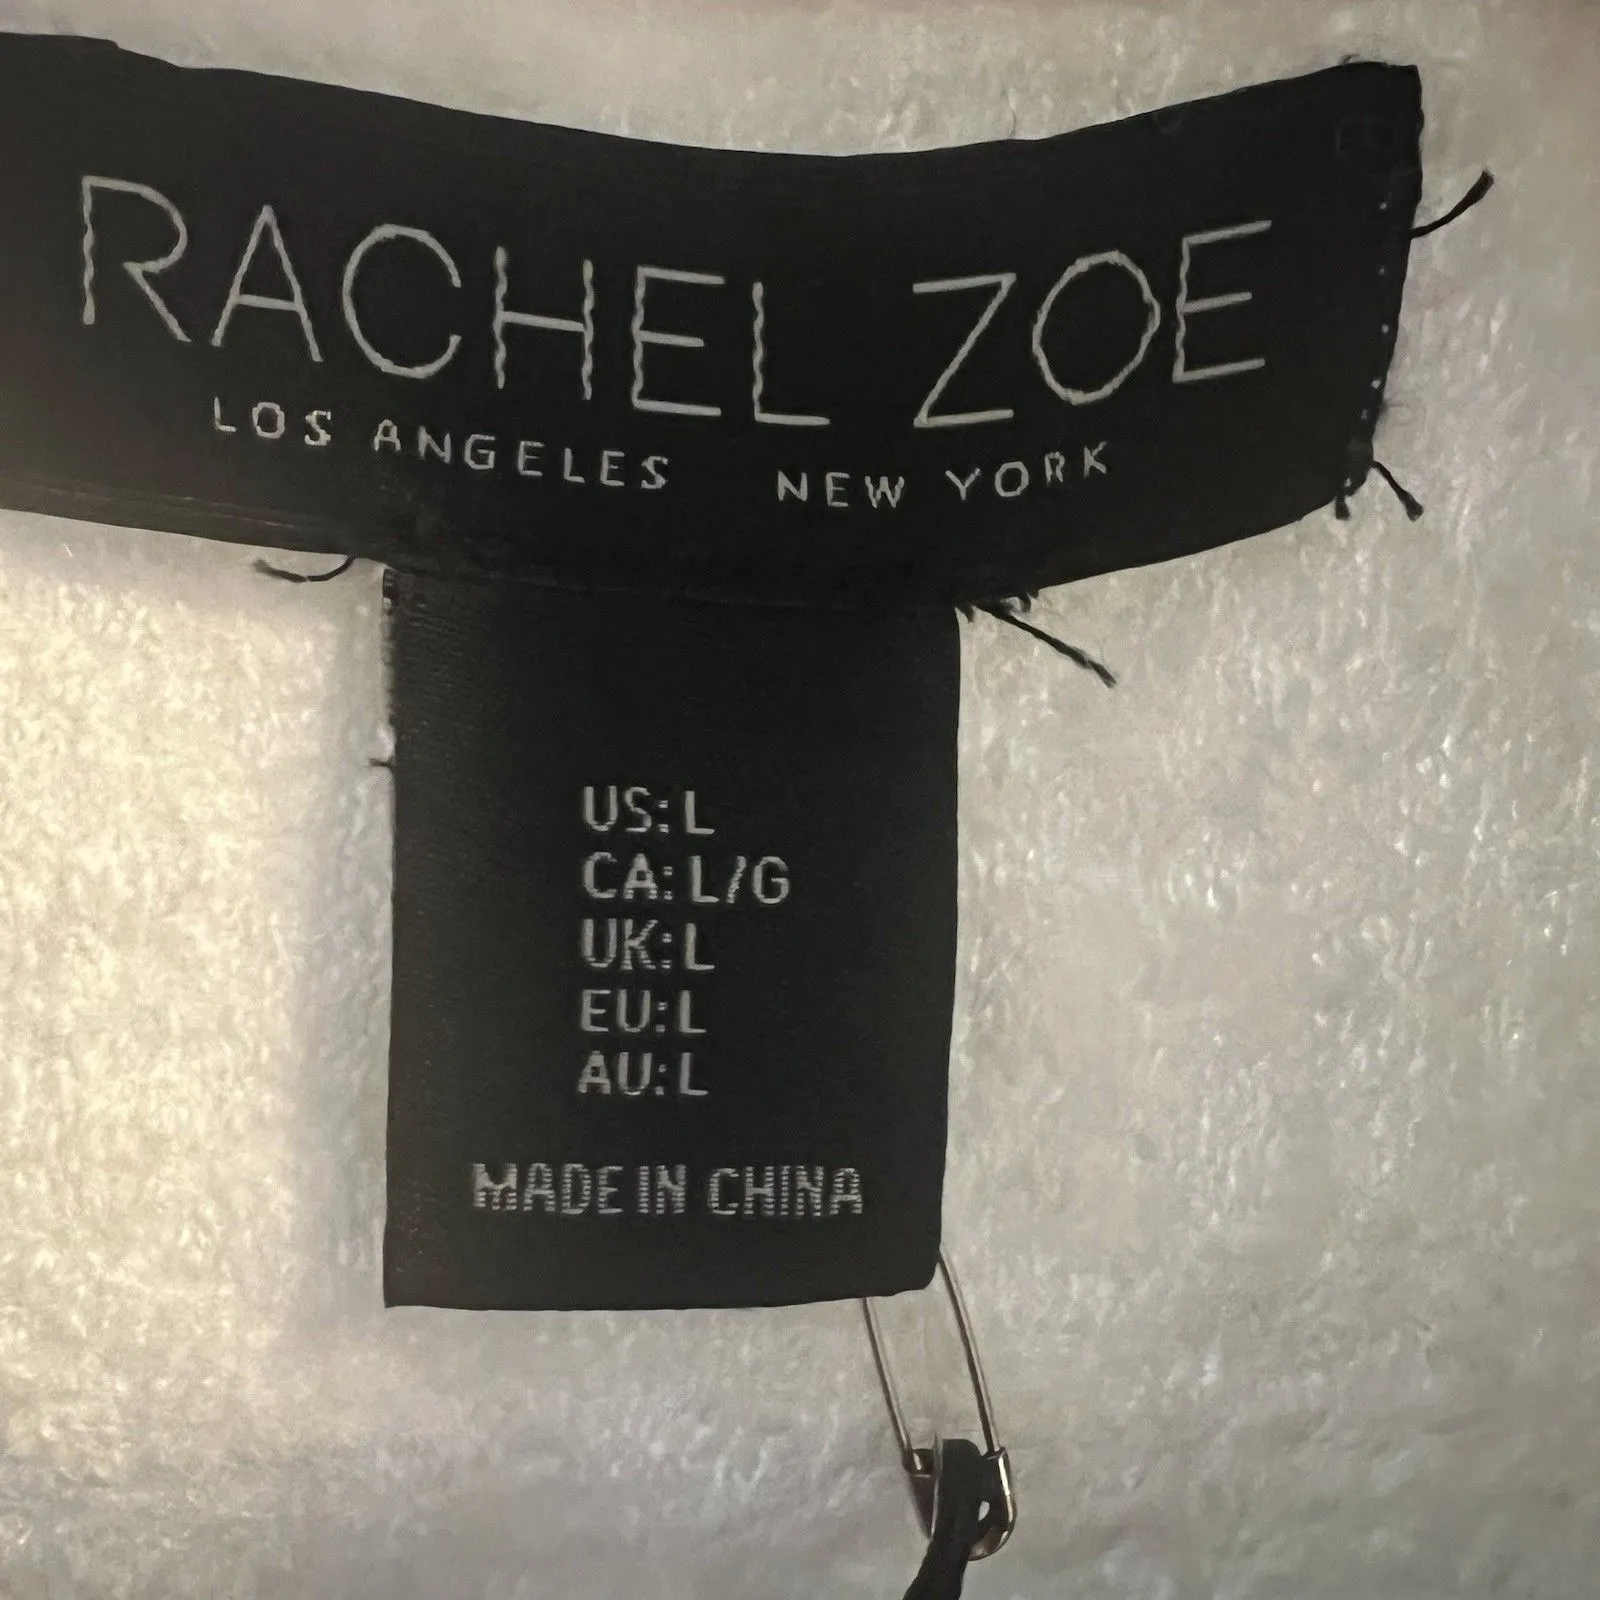 RACHEL ZOE
LOS ANGELES NEW YORK
US: L
CA: L/G
UK: L
EU: L
AU: L
MADE IN CHINA